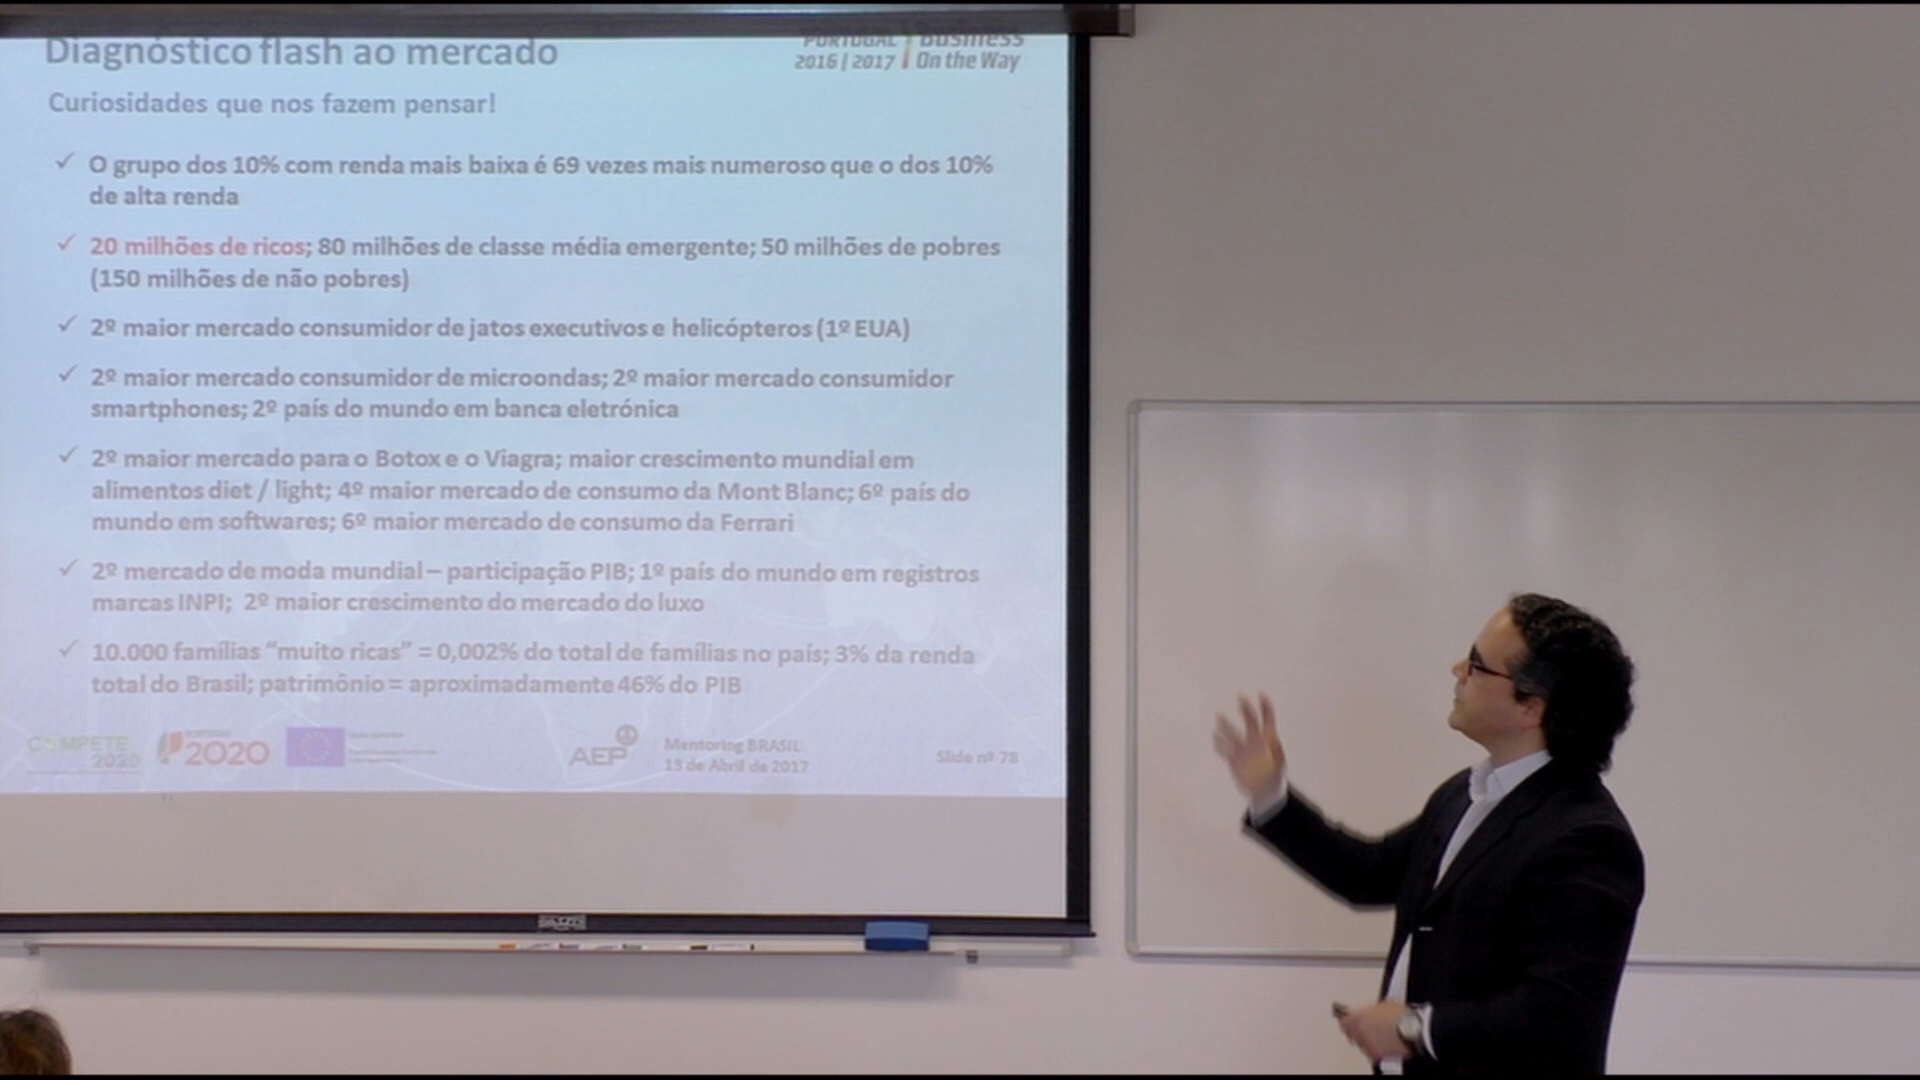 Diagnóstico flash ao mercado
PORTUGAL Business
2016 | 2017 On the Way
Curiosidades que nos fazem pensar!
✓ O grupo dos 10% com renda mais baixa é 69 vezes mais numeroso que o dos 10%
de alta renda
✓ 20 milhões de ricos; 80 milhões de classe média emergente; 50 milhões de pobres
(150 milhões de não pobres)
✓ 2º maior mercado consumidor de jatos executivos e helicópteros (1º EUA)
✓ 2º maior mercado consumidor de microondas; 2º maior mercado consumidor
smartphones; 2º país do mundo em banca eletrónica
✓ 2º maior mercado para o Botox e o Viagra; maior crescimento mundial em
alimentos diet / light; 4º maior mercado de consumo da Mont Blanc; 6º país do
mundo em softwares; 6º maior mercado de consumo da Ferrari
✓ 2º mercado de moda mundial – participação PIB; 1º país do mundo em registros
marcas INPI; 2º maior crescimento do mercado do luxo
✓ 10.000 famílias “muito ricas” = 0,002% do total de famílias no país; 3% da renda
total do Brasil; patrimônio = aproximadamente 46% do PIB
COMPETE
2020
PORTUGAL
2020
AEP
Mentoring BRASIL
13 de Abril de 2017
Slide nº 78